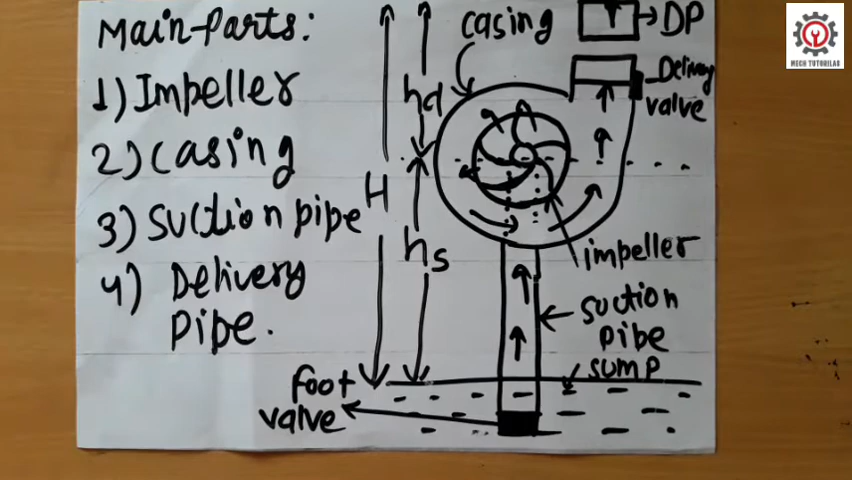 Main-Parts:
1) Impeller
2) Casing
3) Suction pipe
4) Delivery
Pipe.
H
hd
hs
casing
DP
Delivery
valve
impeller
suction
pipe
sump
Foot
valve
MECH TUTORILAS